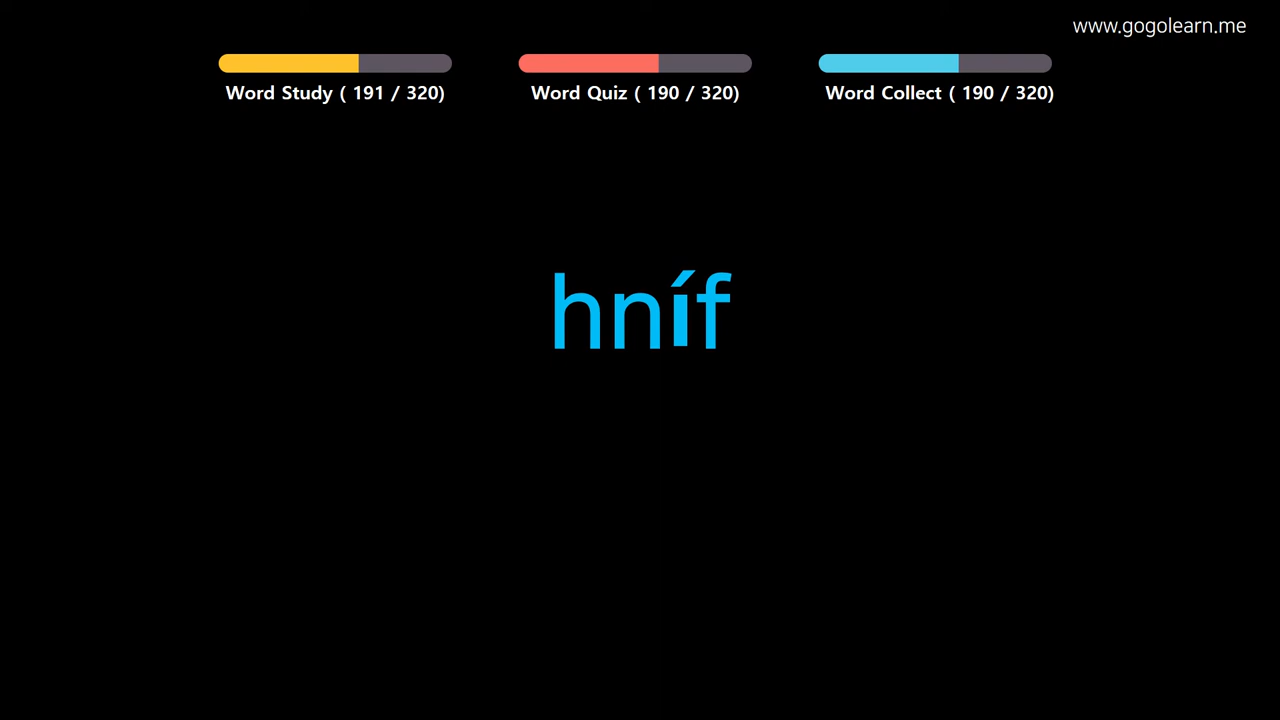 www.gogolearn.me
Word Study ( 191 / 320)
Word Quiz ( 190 / 320)
Word Collect ( 190 / 320)
hníf